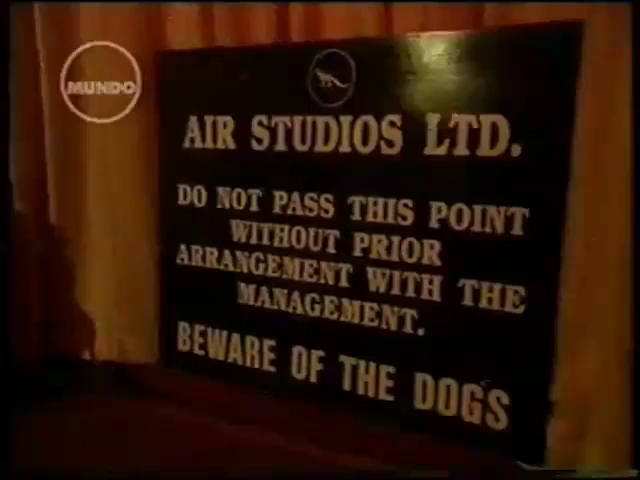 MUNDO
AIR STUDIOS LTD.
DO NOT PASS THIS POINT
WITHOUT PRIOR
ARRANGEMENT WITH THE
MANAGEMENT.
BEWARE OF THE DOGS